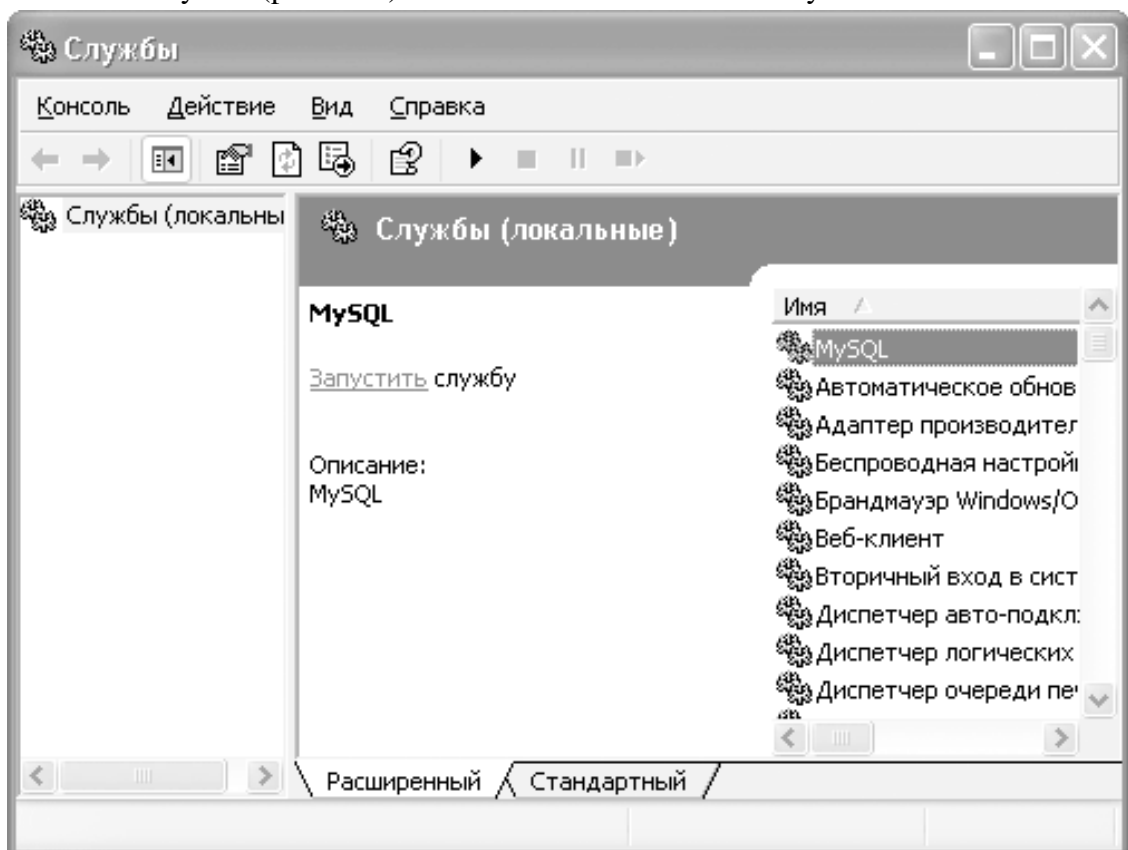 Службы
Консоль Действие Вид Справка
Службы (локальны
Службы (локальные)
MySQL
Запустить службу
Описание:
MySQL
Имя
MySQL
Автоматическое обнов
Адаптер производител
Беспроводная настрой
Брандмауэр Windows/О
Веб-клиент
Вторичный вход в сист
Диспетчер авто-подкл
Диспетчер логических
Диспетчер очереди пе
Расширенный Стандартный